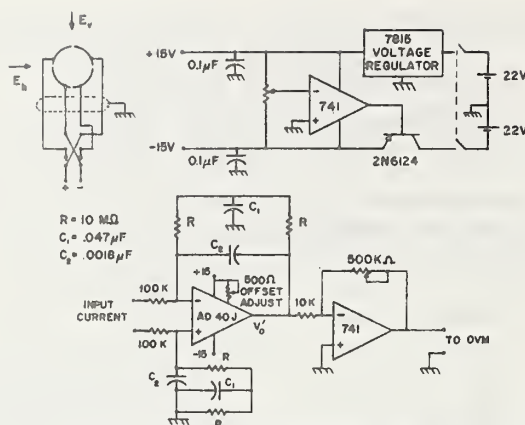 E_v
E_h
+ −
R = 10 MΩ
C₁ = .047μF
C₂ = .0018μF
+15V
0.1μF
7815
VOLTAGE
REGULATOR
741
22V
22V
−15V
0.1μF
2N6124
C₁
R
R
C₂
+15
500Ω
OFFSET
ADJUST
100K
INPUT
CURRENT
100K
AD 40J
V₀'
−15
10K
500KΩ
741
TO DVM
C₂
R
C₁
R